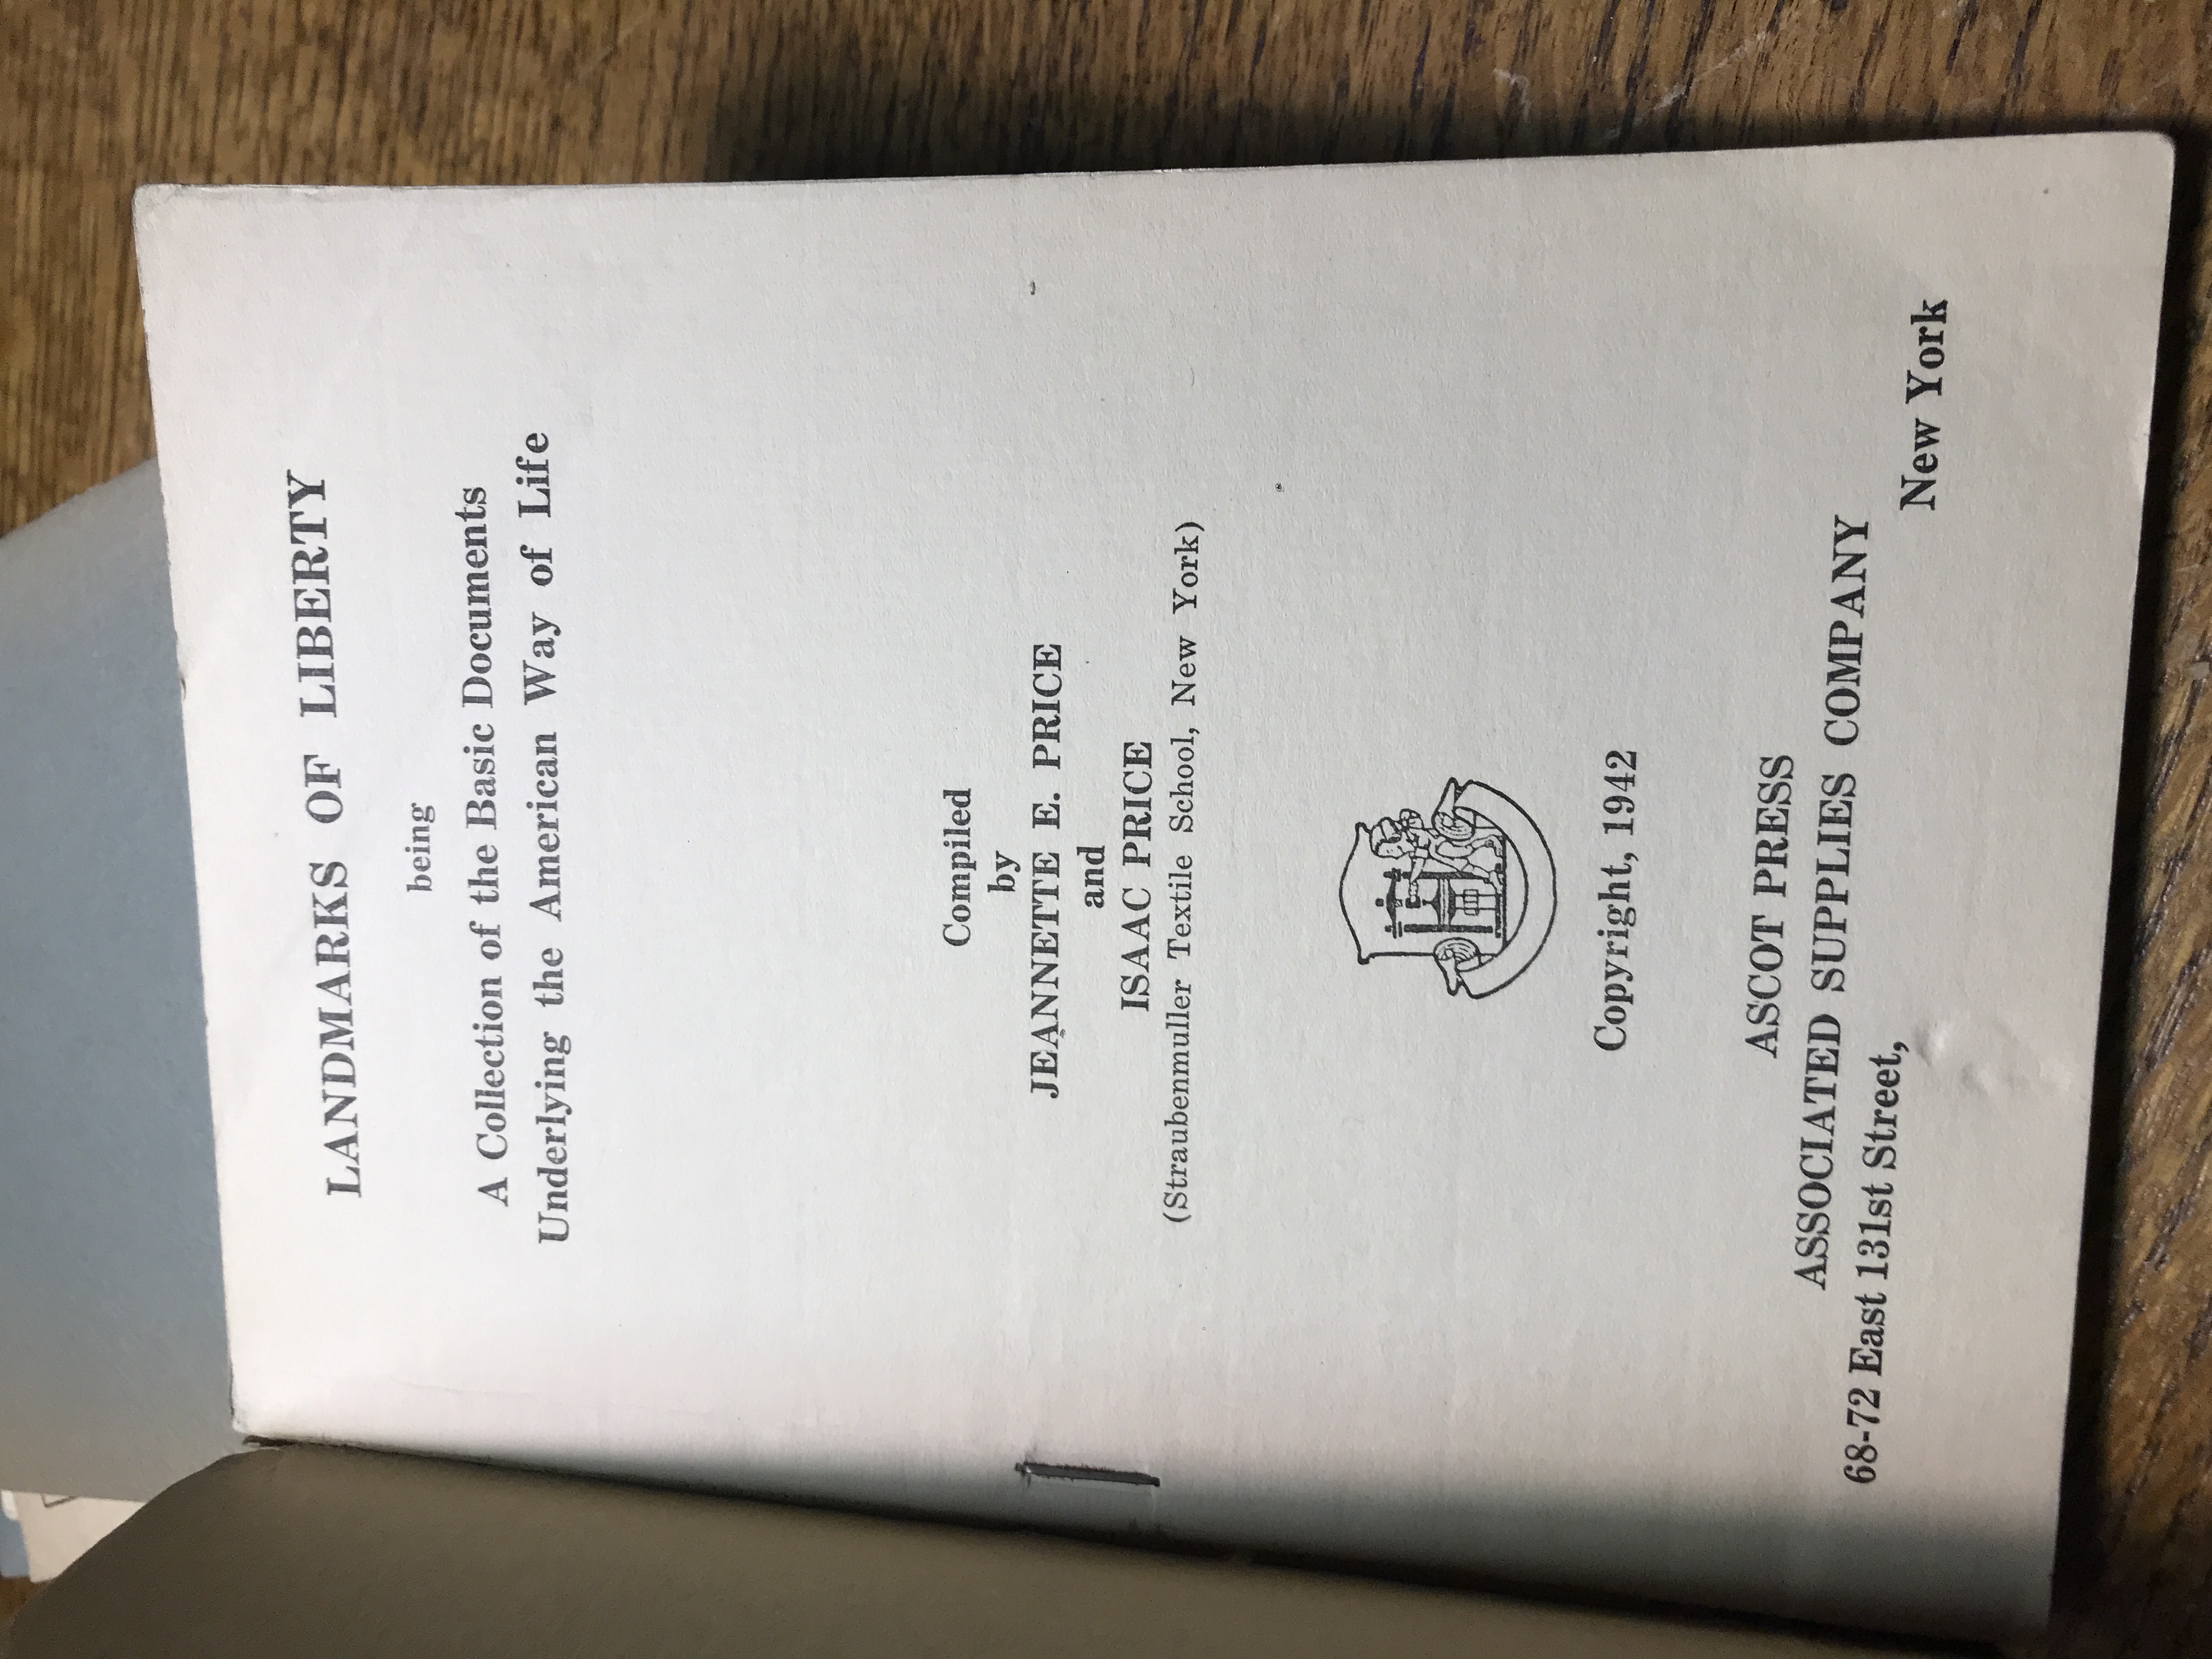 LANDMARKS OF LIBERTY
being
A Collection of the Basic Documents
Underlying the American Way of Life
Compiled
by
JEANNETTE E. PRICE
and
ISAAC PRICE
(Straubenmuller Textile School, New York)
Copyright, 1942
ASCOT PRESS
ASSOCIATED SUPPLIES COMPANY
68-72 East 131st Street, New York